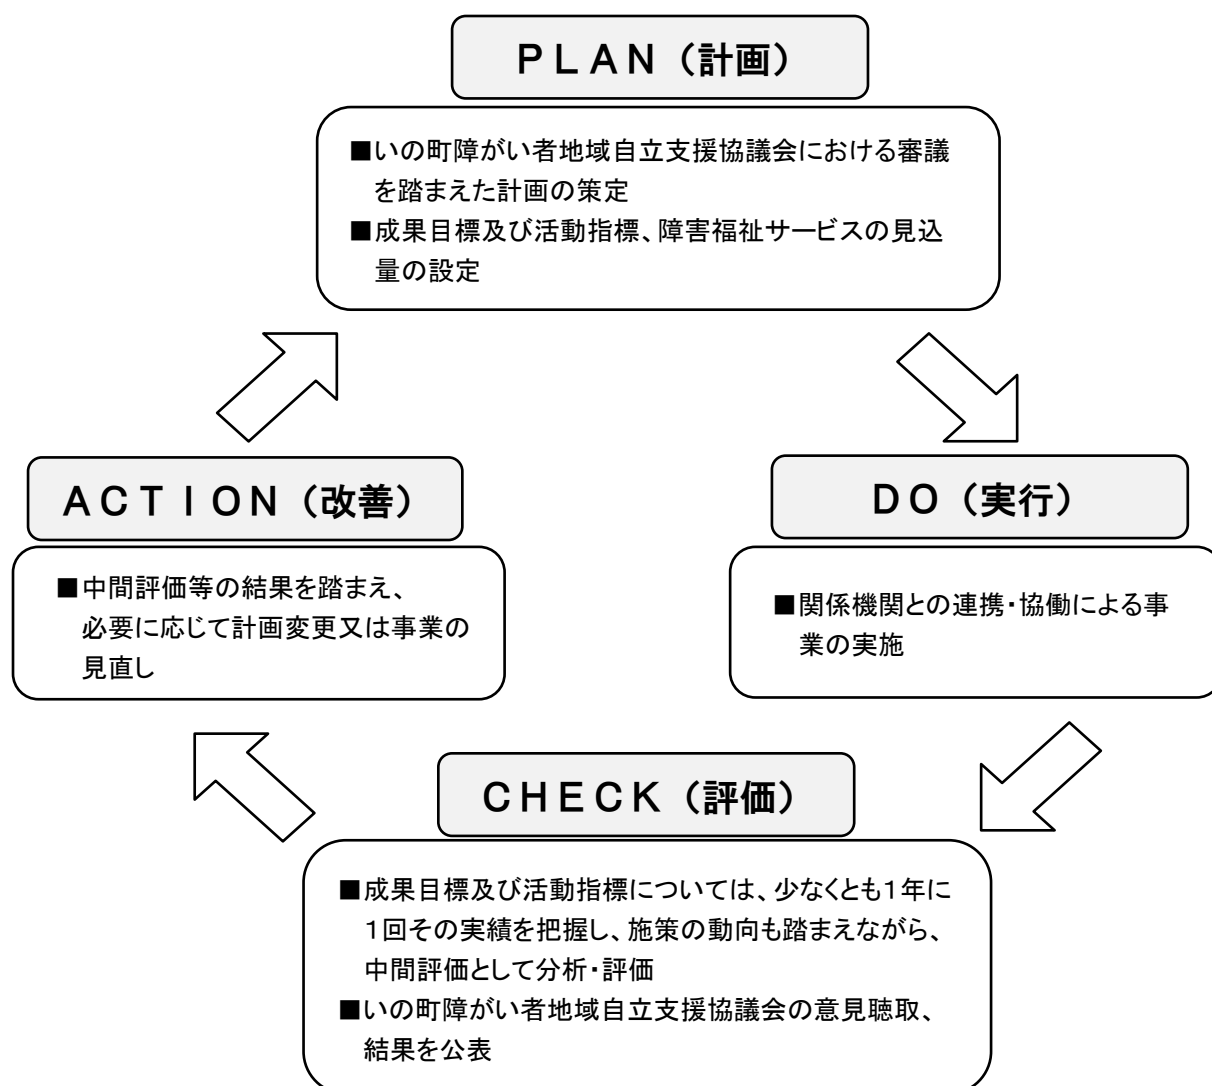 ＰＬＡＮ（計画）
■いの町障がい者地域自立支援協議会における審議
を踏まえた計画の策定
■成果目標及び活動指標、障害福祉サービスの見込
量の設定
ＡＣＴＩＯＮ（改善）
■中間評価等の結果を踏まえ、
必要に応じて計画変更又は事業の
見直し
ＤＯ（実行）
■関係機関との連携・協働による事
業の実施
ＣＨＥＣＫ（評価）
■成果目標及び活動指標については、少なくとも１年に
１回その実績を把握し、施策の動向も踏まえながら、
中間評価として分析・評価
■いの町障がい者地域自立支援協議会の意見聴取、
結果を公表